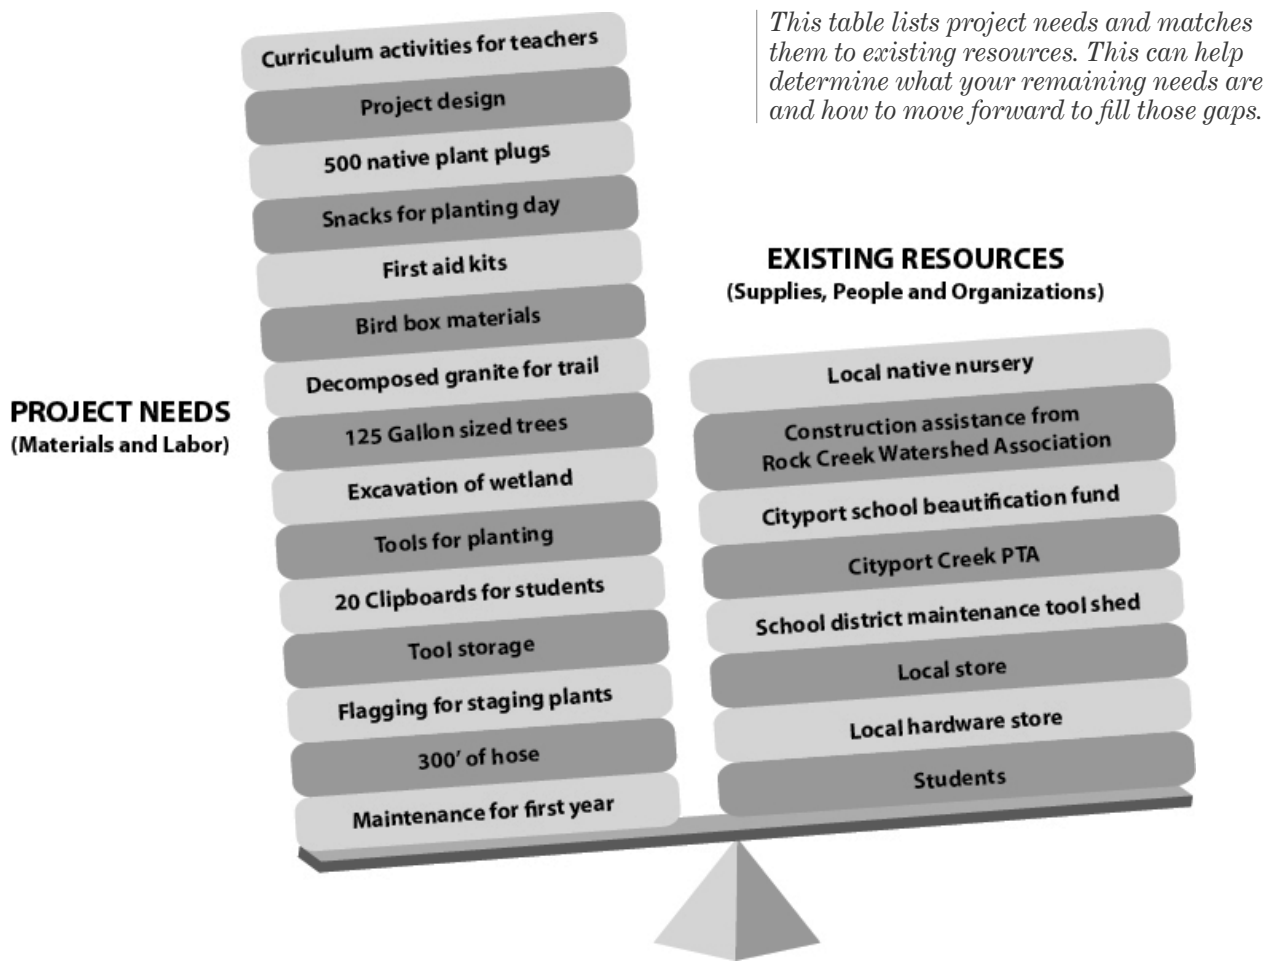 This table lists project needs and matches
them to existing resources. This can help
determine what your remaining needs are
and how to move forward to fill those gaps.
PROJECT NEEDS
(Materials and Labor)
Curriculum activities for teachers
Project design
500 native plant plugs
Snacks for planting day
First aid kits
Bird box materials
Decomposed granite for trail
125 Gallon sized trees
Excavation of wetland
Tools for planting
20 Clipboards for students
Tool storage
Flagging for staging plants
300’ of hose
Maintenance for first year
EXISTING RESOURCES
(Supplies, People and Organizations)
Local native nursery
Construction assistance from
Rock Creek Watershed Association
Cityport school beautification fund
Cityport Creek PTA
School district maintenance tool shed
Local store
Local hardware store
Students